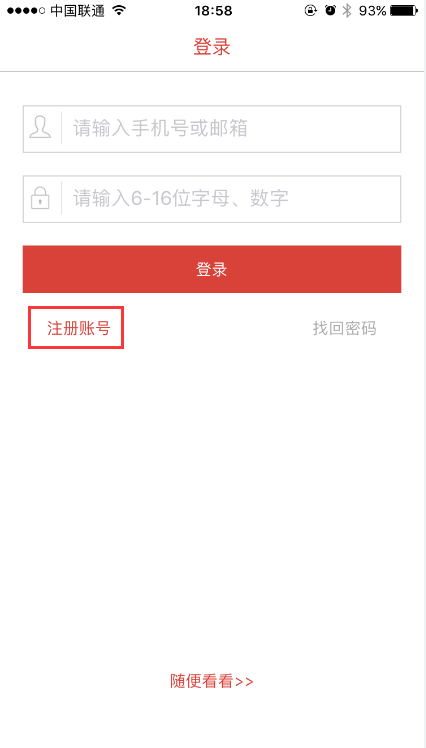 中国联通 18:58 93%
登录
请输入手机号或邮箱
请输入6-16位字母、数字
登录
注册账号 找回密码
随便看看>>